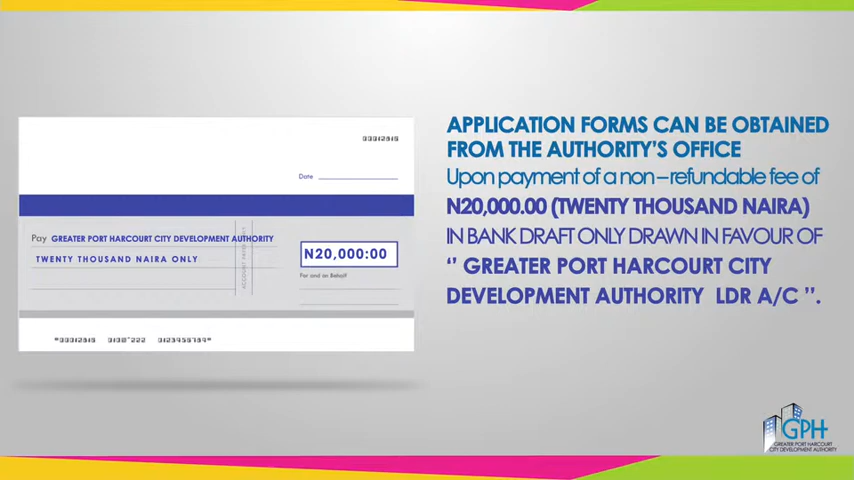 00012815
Date
Pay GREATER PORT HARCOURT CITY DEVELOPMENT AUTHORITY
TWENTY THOUSAND NAIRA ONLY
N20,000:00
For and on Behalf
APPLICATION FORMS CAN BE OBTAINED
FROM THE AUTHORITY'S OFFICE
Upon payment of a non – refundable fee of
N20,000.00 (TWENTY THOUSAND NAIRA)
IN BANK DRAFT ONLY DRAWN IN FAVOUR OF
‘’ GREATER PORT HARCOURT CITY
DEVELOPMENT AUTHORITY LDR A/C ’’.
GPH
GREATER PORT HARCOURT
CITY DEVELOPMENT AUTHORITY